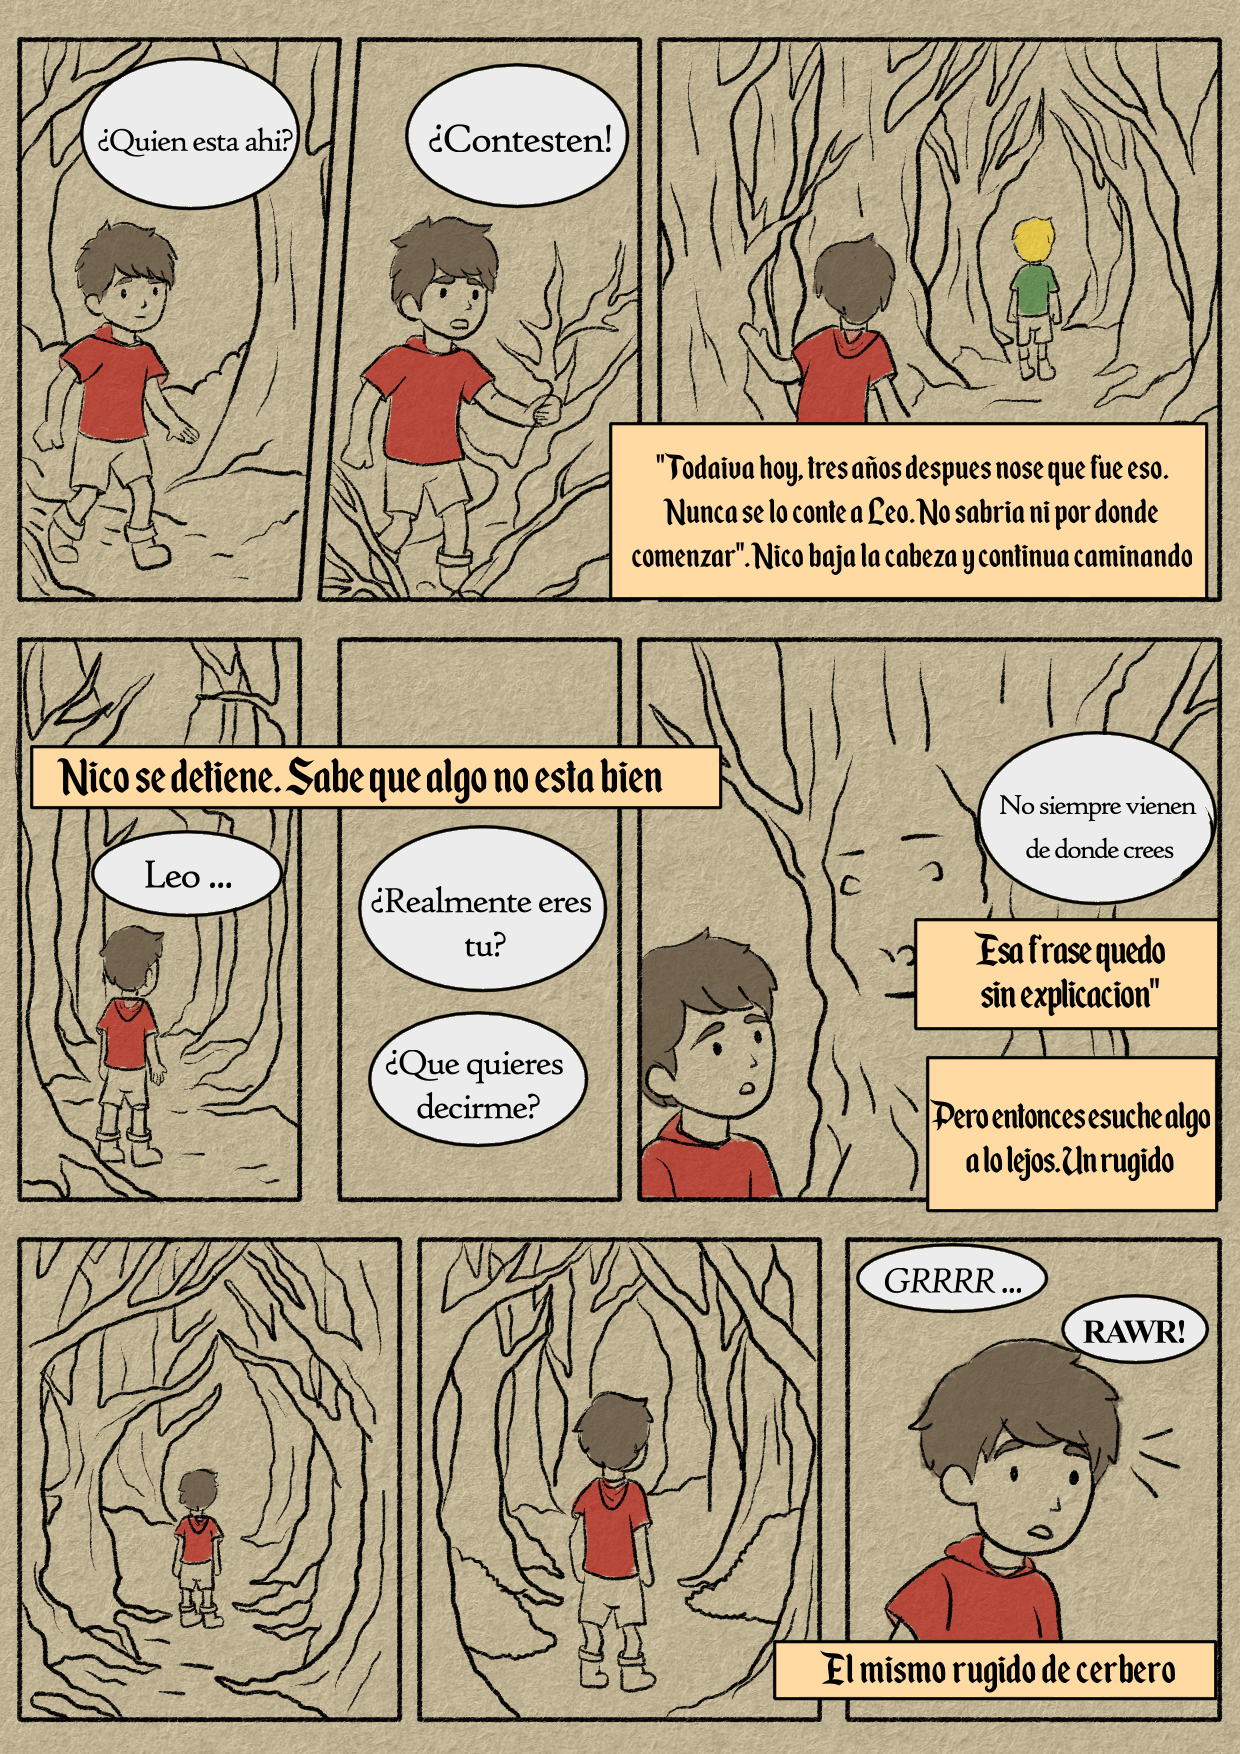 ¿Quien esta ahi?
¿Contesten!
"Todaiva hoy, tres años despues nose que fue eso.
Nunca se lo conte a Leo. No sabria ni por donde
comenzar". Nico baja la cabeza y continua caminando
Nico se detiene. Sabe que algo no esta bien
Leo ...
¿Realmente eres
tu?
¿Que quieres
decirme?
No siempre vienen
de donde crees
Esa frase quedo
sin explicacion"
Pero entonces esuche algo
a lo lejos. Un rugido
GRRRR ...
RAWR!
El mismo rugido de cerbero